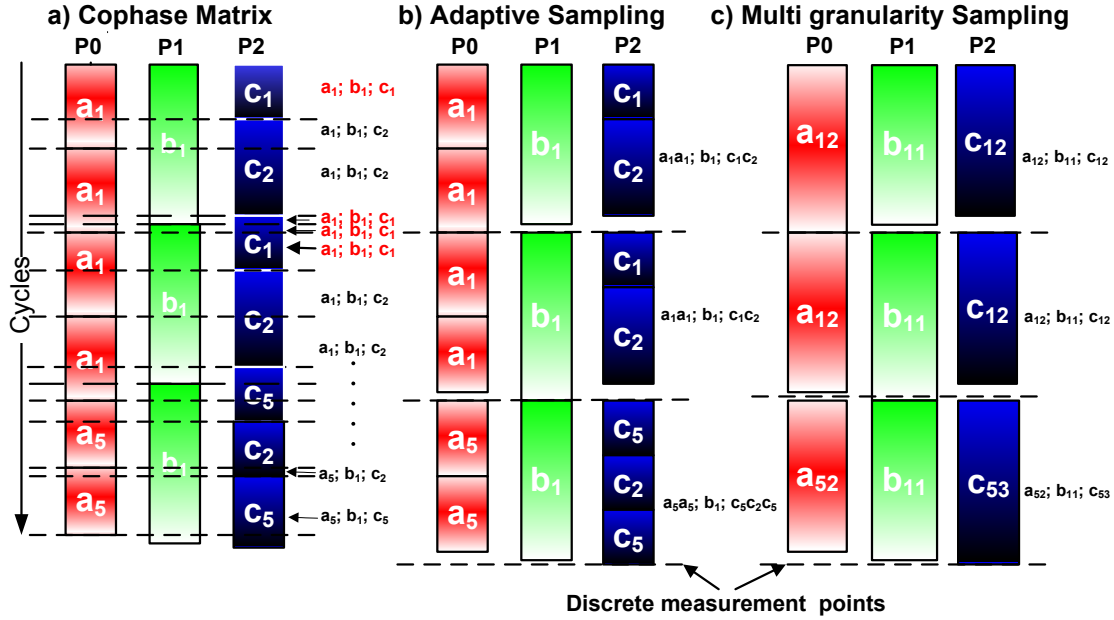 a) Cophase Matrix
P0 P1 P2
Cycles
a1
a1
a1
a1
a5
a5
b1
b1
b1
c1
c2
c1
c2
c5
c2
c5
a1; b1; c1
a1; b1; c2
a1; b1; c2
a1; b1; c1
a1; b1; c1
a1; b1; c1
a1; b1; c2
a1; b1; c2
a5; b1; c2
a5; b1; c5
b) Adaptive Sampling
P0 P1 P2
a1
a1
a1
a1
a5
a5
b1
b1
b1
c1
c2
c1
c2
c5
c2
c5
a1a1; b1; c1c2
a1a1; b1; c1c2
a5a5; b1; c5c2c5
c) Multi granularity Sampling
P0 P1 P2
a12
a12
a52
b11
b11
b11
c12
c12
c53
a12; b11; c12
a12; b11; c12
a52; b11; c53
Discrete measurement points